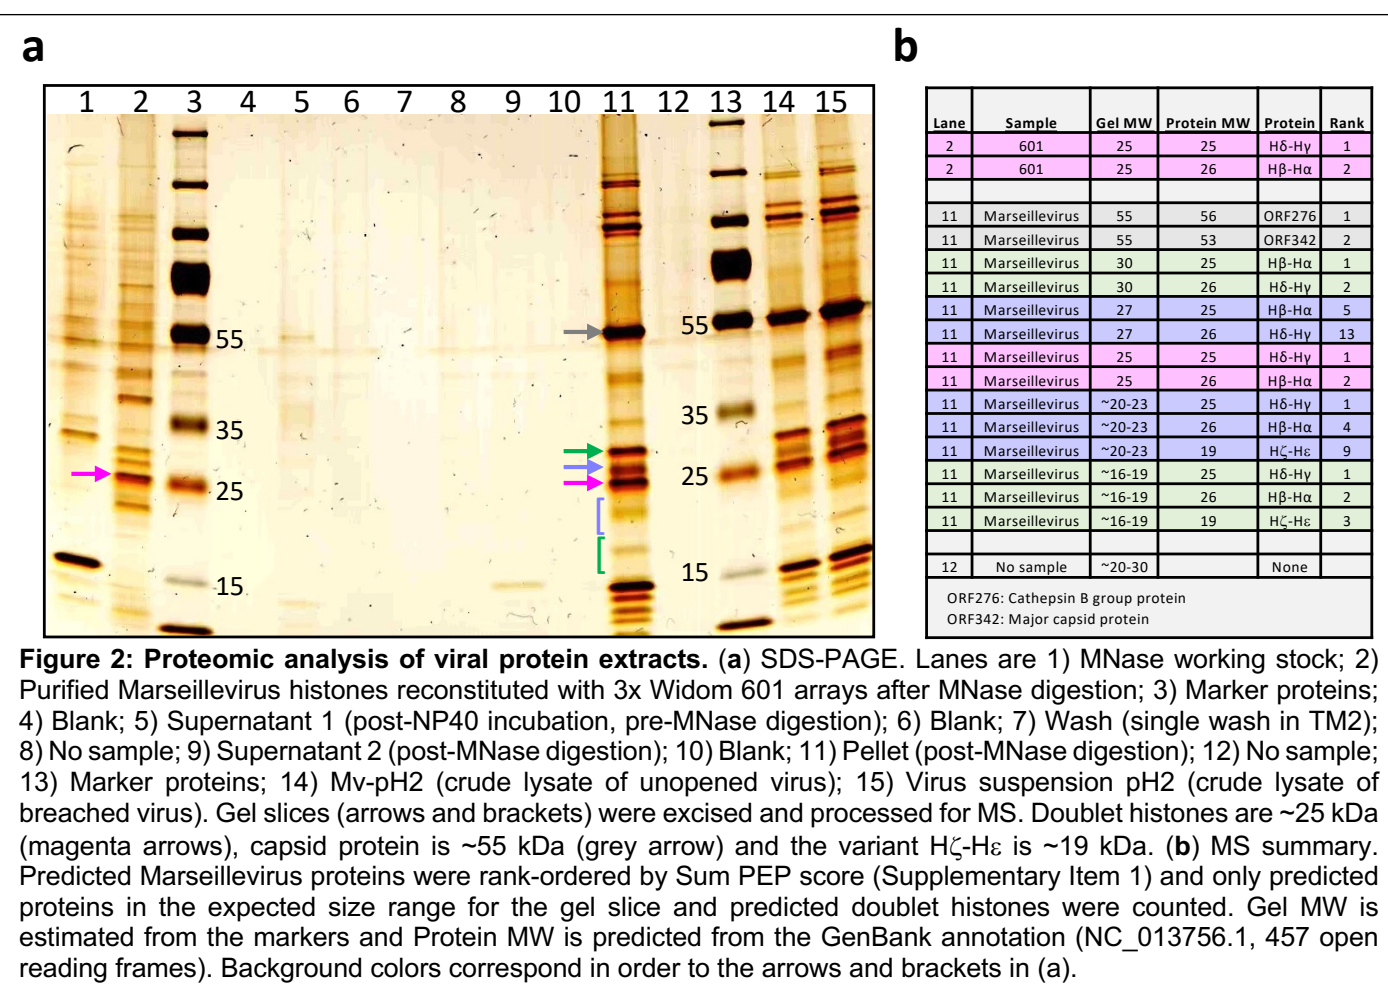 a
b
1 2 3 4 5 6 7 8 9 10 11 12 13 14 15
55
35
25
15
55
35
25
15
Lane Sample Gel MW Protein MW Protein Rank
2 601 25 25 Hδ-Hγ 1
2 601 25 26 Hβ-Hα 2
11 Marseillevirus 55 56 ORF276 1
11 Marseillevirus 55 53 ORF342 2
11 Marseillevirus 30 25 Hβ-Hα 1
11 Marseillevirus 30 26 Hδ-Hγ 2
11 Marseillevirus 27 25 Hβ-Hα 5
11 Marseillevirus 27 26 Hδ-Hγ 13
11 Marseillevirus 25 25 Hδ-Hγ 1
11 Marseillevirus 25 26 Hβ-Hα 2
11 Marseillevirus ~20-23 25 Hδ-Hγ 1
11 Marseillevirus ~20-23 26 Hβ-Hα 4
11 Marseillevirus ~20-23 19 Hζ-Hε 9
11 Marseillevirus ~16-19 25 Hδ-Hγ 1
11 Marseillevirus ~16-19 26 Hβ-Hα 2
11 Marseillevirus ~16-19 19 Hζ-Hε 3
12 No sample ~20-30 None
ORF276: Cathepsin B group protein
ORF342: Major capsid protein
Figure 2: Proteomic analysis of viral protein extracts. (a) SDS-PAGE. Lanes are 1) MNase working stock; 2)
Purified Marseillevirus histones reconstituted with 3x Widom 601 arrays after MNase digestion; 3) Marker proteins;
4) Blank; 5) Supernatant 1 (post-NP40 incubation, pre-MNase digestion); 6) Blank; 7) Wash (single wash in TM2);
8) No sample; 9) Supernatant 2 (post-MNase digestion); 10) Blank; 11) Pellet (post-MNase digestion); 12) No sample;
13) Marker proteins; 14) Mv-pH2 (crude lysate of unopened virus); 15) Virus suspension pH2 (crude lysate of
breached virus). Gel slices (arrows and brackets) were excised and processed for MS. Doublet histones are ~25 kDa
(magenta arrows), capsid protein is ~55 kDa (grey arrow) and the variant Hζ-Hε is ~19 kDa. (b) MS summary.
Predicted Marseillevirus proteins were rank-ordered by Sum PEP score (Supplementary Item 1) and only predicted
proteins in the expected size range for the gel slice and predicted doublet histones were counted. Gel MW is
estimated from the markers and Protein MW is predicted from the GenBank annotation (NC_013756.1, 457 open
reading frames). Background colors correspond in order to the arrows and brackets in (a).